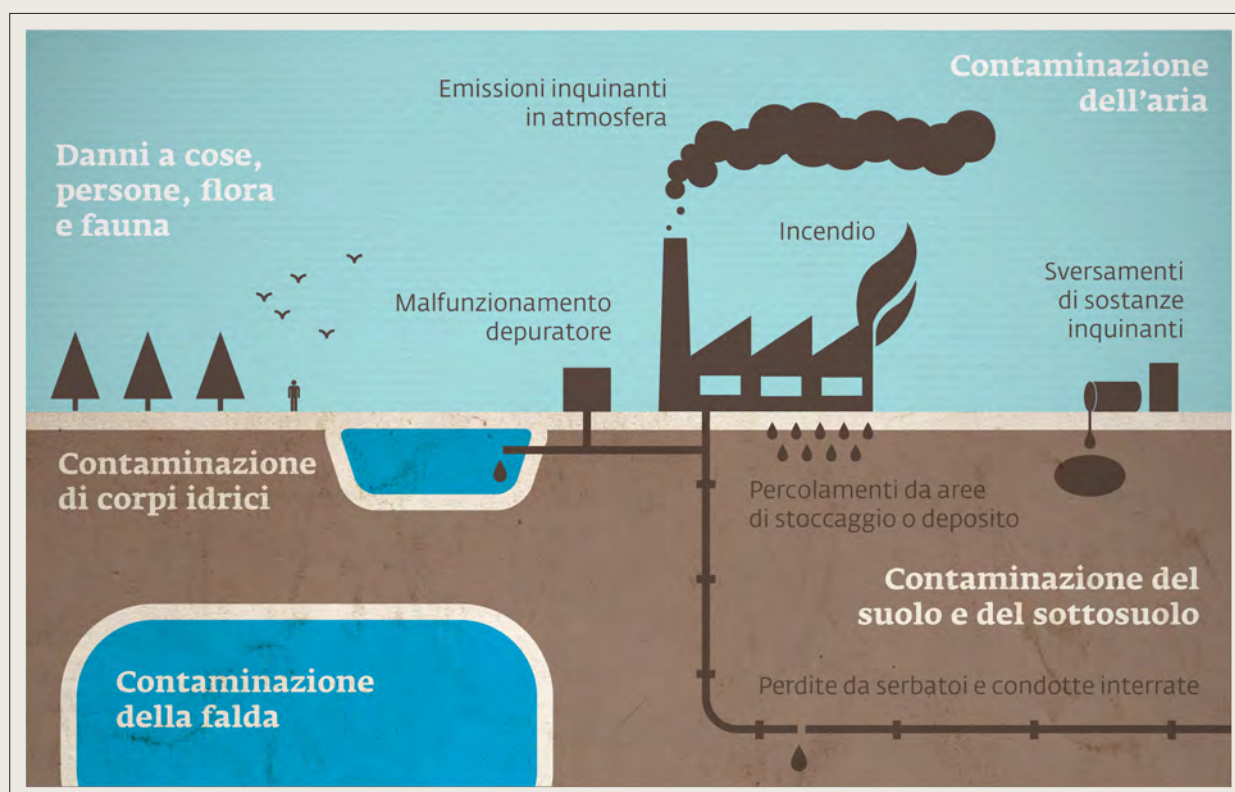 Contaminazione
dell'aria
Emissioni inquinanti
in atmosfera
Danni a cose,
persone, flora
e fauna
Incendio
Sversamenti
di sostanze
inquinanti
Malfunzionamento
depuratore
Contaminazione
di corpi idrici
Percolamenti da aree
di stoccaggio o deposito
Contaminazione del
suolo e del sottosuolo
Contaminazione
della falda
Perdite da serbatoi e condotte interrate